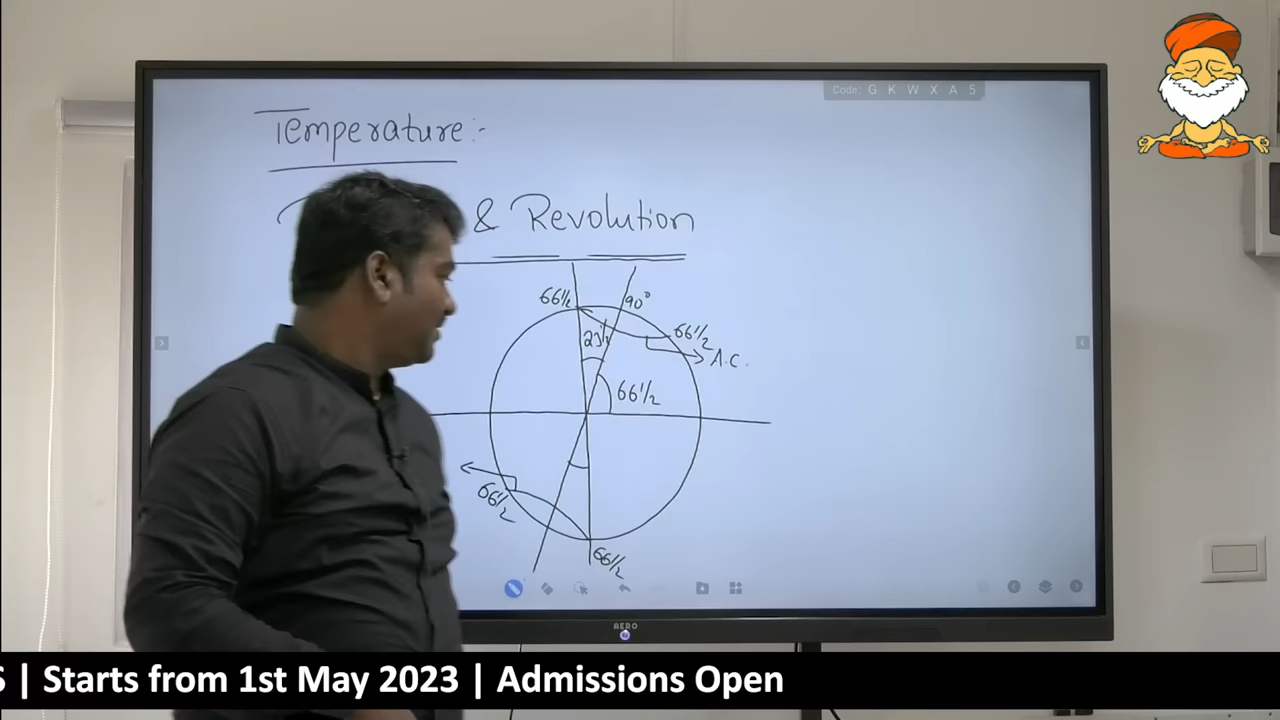 Code: G K W X A 5
Temperature :-
& Revolution
66½ 90°
23½ 66½
A.C.
66½
66½
66½
AERO
| Starts from 1st May 2023 | Admissions Open